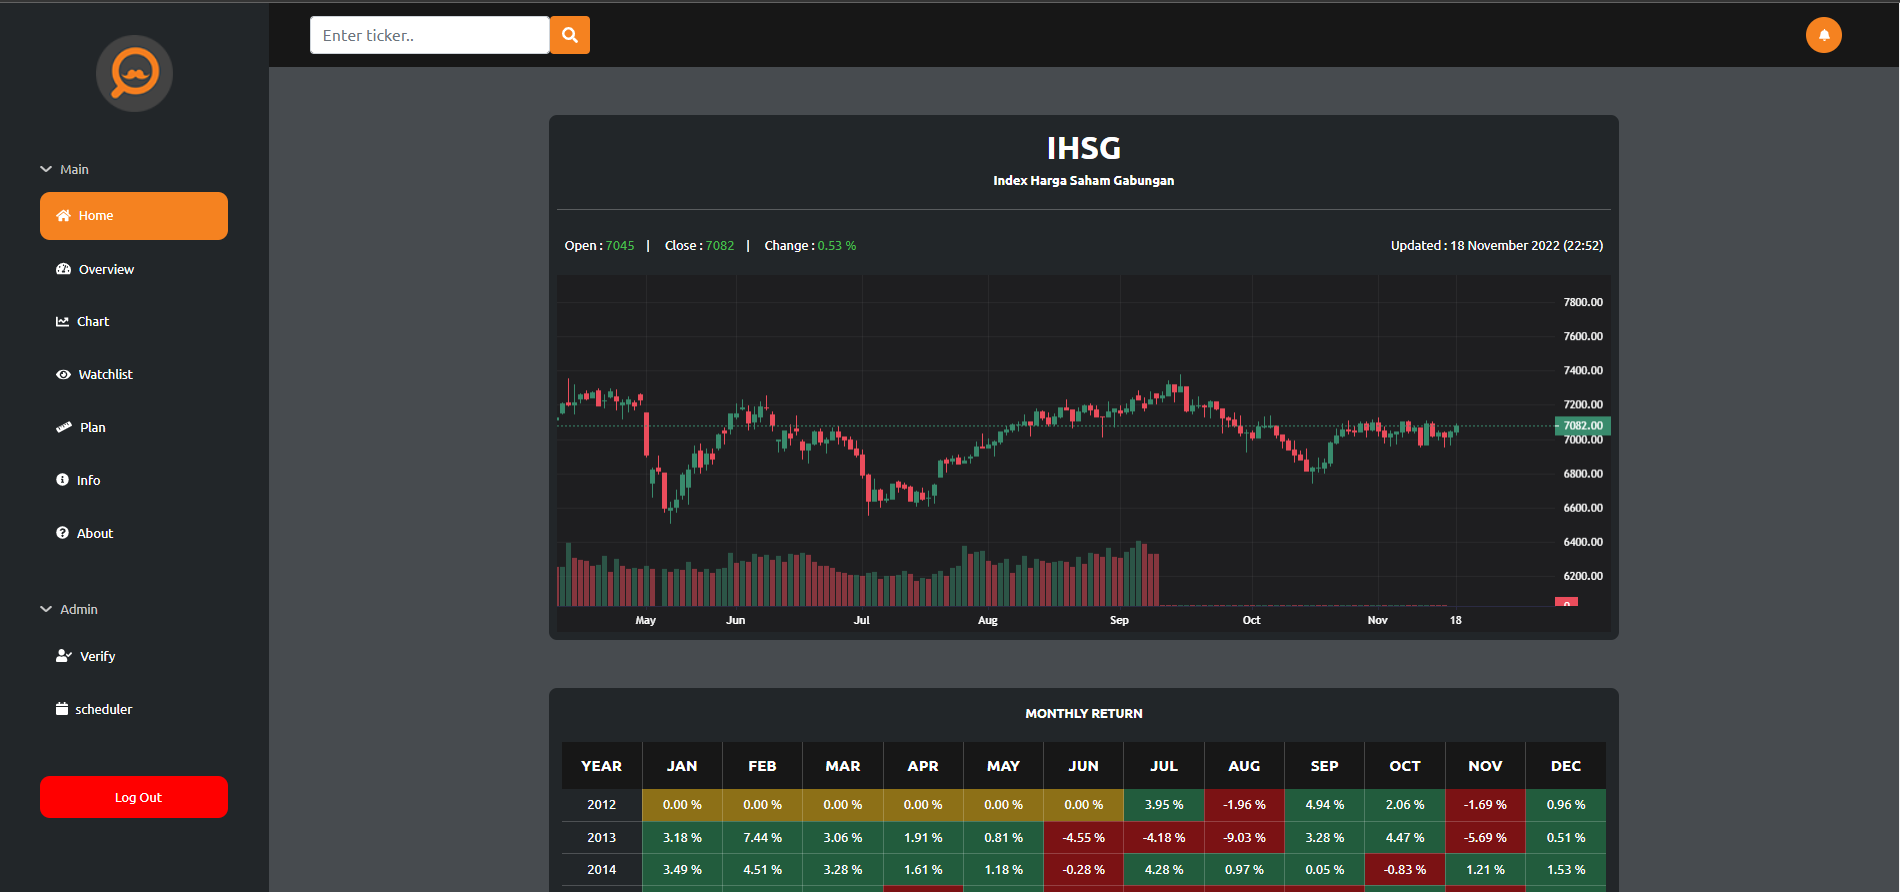 Enter ticker..
Main
Home
Overview
Chart
Watchlist
Plan
Info
About
Admin
Verify
scheduler
Log Out
IHSG
Index Harga Saham Gabungan
Open : 7045 | Close : 7082 | Change : 0.53 % Updated : 18 November 2022 (22:52)
7800.00
7600.00
7400.00
7200.00
7082.00
7000.00
6800.00
6600.00
6400.00
6200.00
May Jun Jul Aug Sep Oct Nov 18
MONTHLY RETURN
YEAR JAN FEB MAR APR MAY JUN JUL AUG SEP OCT NOV DEC
2012 0.00 % 0.00 % 0.00 % 0.00 % 0.00 % 0.00 % 3.95 % -1.96 % 4.94 % 2.06 % -1.69 % 0.96 %
2013 3.18 % 7.44 % 3.06 % 1.91 % 0.81 % -4.55 % -4.18 % -9.03 % 3.28 % 4.47 % -5.69 % 0.51 %
2014 3.49 % 4.51 % 3.28 % 1.61 % 1.18 % -0.28 % 4.28 % 0.97 % 0.05 % -0.83 % 1.21 % 1.53 %